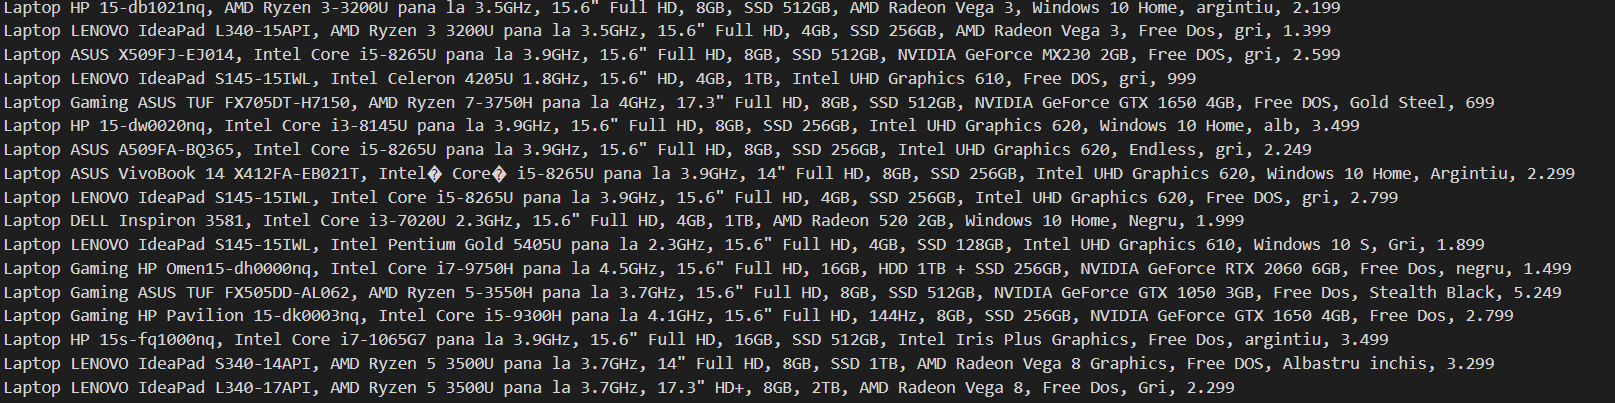 Laptop HP 15-db1021nq, AMD Ryzen 3-3200U pana la 3.5GHz, 15.6" Full HD, 8GB, SSD 512GB, AMD Radeon Vega 3, Windows 10 Home, argintiu, 2.199
Laptop LENOVO IdeaPad L340-15API, AMD Ryzen 3 3200U pana la 3.5GHz, 15.6" Full HD, 4GB, SSD 256GB, AMD Radeon Vega 3, Free Dos, gri, 1.399
Laptop ASUS X509FJ-EJ014, Intel Core i5-8265U pana la 3.9GHz, 15.6" Full HD, 8GB, SSD 512GB, NVIDIA GeForce MX230 2GB, Free DOS, gri, 2.599
Laptop LENOVO IdeaPad S145-15IWL, Intel Celeron 4205U 1.8GHz, 15.6" HD, 4GB, 1TB, Intel UHD Graphics 610, Free DOS, gri, 999
Laptop Gaming ASUS TUF FX705DT-H7150, AMD Ryzen 7-3750H pana la 4GHz, 17.3" Full HD, 8GB, SSD 512GB, NVIDIA GeForce GTX 1650 4GB, Free DOS, Gold Steel, 699
Laptop HP 15-dw0020nq, Intel Core i3-8145U pana la 3.9GHz, 15.6" Full HD, 8GB, SSD 256GB, Intel UHD Graphics 620, Windows 10 Home, alb, 3.499
Laptop ASUS A509FA-BQ365, Intel Core i5-8265U pana la 3.9GHz, 15.6" Full HD, 8GB, SSD 256GB, Intel UHD Graphics 620, Endless, gri, 2.249
Laptop ASUS VivoBook 14 X412FA-EB021T, Intel� Core� i5-8265U pana la 3.9GHz, 14" Full HD, 8GB, SSD 256GB, Intel UHD Graphics 620, Windows 10 Home, Argintiu, 2.299
Laptop LENOVO IdeaPad S145-15IWL, Intel Core i5-8265U pana la 3.9GHz, 15.6" Full HD, 4GB, SSD 256GB, Intel UHD Graphics 620, Free DOS, gri, 2.799
Laptop DELL Inspiron 3581, Intel Core i3-7020U 2.3GHz, 15.6" Full HD, 4GB, 1TB, AMD Radeon 520 2GB, Windows 10 Home, Negru, 1.999
Laptop LENOVO IdeaPad S145-15IWL, Intel Pentium Gold 5405U pana la 2.3GHz, 15.6" Full HD, 4GB, SSD 128GB, Intel UHD Graphics 610, Windows 10 S, Gri, 1.899
Laptop Gaming HP Omen15-dh0000nq, Intel Core i7-9750H pana la 4.5GHz, 15.6" Full HD, 16GB, HDD 1TB + SSD 256GB, NVIDIA GeForce RTX 2060 6GB, Free Dos, negru, 1.499
Laptop Gaming ASUS TUF FX505DD-AL062, AMD Ryzen 5-3550H pana la 3.7GHz, 15.6" Full HD, 8GB, SSD 512GB, NVIDIA GeForce GTX 1050 3GB, Free Dos, Stealth Black, 5.249
Laptop Gaming HP Pavilion 15-dk0003nq, Intel Core i5-9300H pana la 4.1GHz, 15.6" Full HD, 144Hz, 8GB, SSD 256GB, NVIDIA GeForce GTX 1650 4GB, Free Dos, 2.799
Laptop HP 15s-fq1000nq, Intel Core i7-1065G7 pana la 3.9GHz, 15.6" Full HD, 16GB, SSD 512GB, Intel Iris Plus Graphics, Free DOS, argintiu, 3.499
Laptop LENOVO IdeaPad S340-14API, AMD Ryzen 5 3500U pana la 3.7GHz, 14" Full HD, 8GB, SSD 1TB, AMD Radeon Vega 8 Graphics, Free DOS, Albastru inchis, 3.299
Laptop LENOVO IdeaPad L340-17API, AMD Ryzen 5 3500U pana la 3.7GHz, 17.3" HD+, 8GB, 2TB, AMD Radeon Vega 8, Free Dos, Gri, 2.299